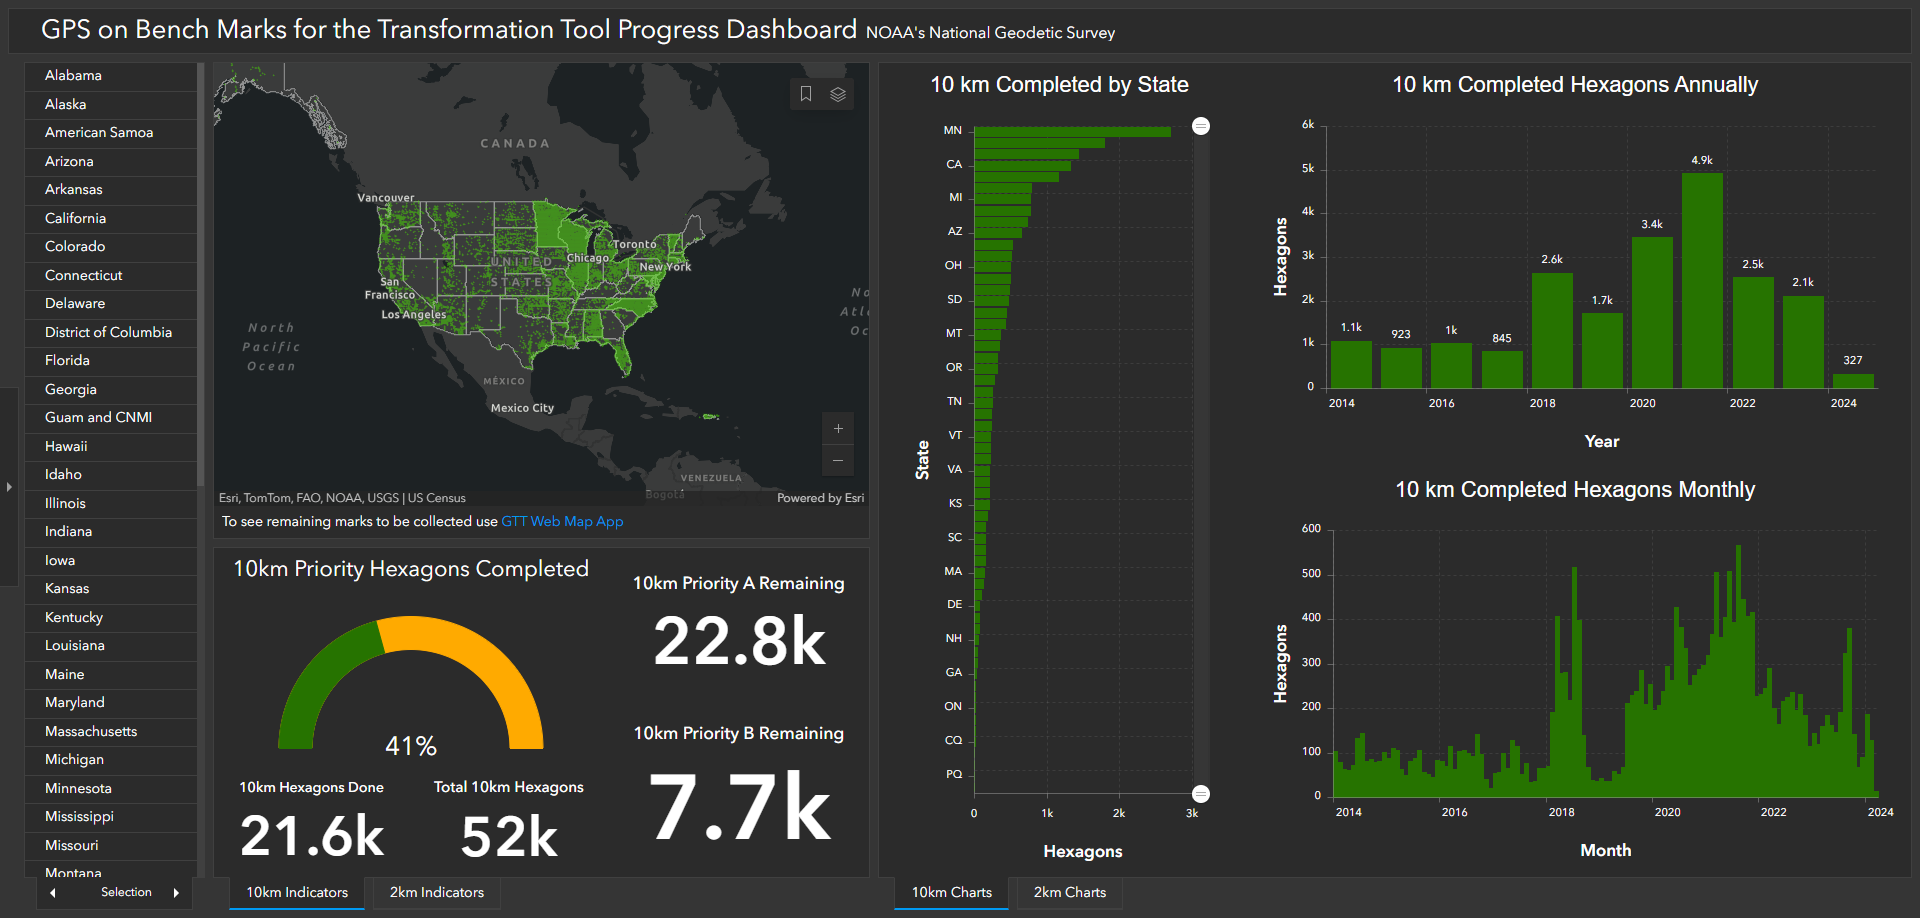 GPS on Bench Marks for the Transformation Tool Progress Dashboard NOAA's National Geodetic Survey
Alabama
Alaska
American Samoa
Arizona
Arkansas
California
Colorado
Connecticut
Delaware
District of Columbia
Florida
Georgia
Guam and CNMI
Hawaii
Idaho
Illinois
Indiana
Iowa
Kansas
Kentucky
Louisiana
Maine
Maryland
Massachusetts
Michigan
Minnesota
Mississippi
Missouri
Montana
Selection
CANADA
Vancouver
Toronto
UNITED
Chicago
New York
STATES
San
Francisco
Los Angeles
North
Pacific
Ocean
No
Atl
Oc
MÉXICO
Mexico City
VENEZUELA
Bogotá
+
−
Esri, TomTom, FAO, NOAA, USGS | US Census
Powered by Esri
To see remaining marks to be collected use GTT Web Map App
10km Priority Hexagons Completed
41%
10km Hexagons Done
21.6k
Total 10km Hexagons
52k
10km Priority A Remaining
22.8k
10km Priority B Remaining
7.7k
10km Indicators
2km Indicators
10 km Completed by State
State
MN
CA
MI
AZ
OH
SD
MT
OR
TN
VT
VA
KS
SC
MA
DE
NH
GA
ON
CQ
PQ
0 1k 2k 3k
Hexagons
10 km Completed Hexagons Annually
Hexagons
6k
5k
4k
3k
2k
1k
0
1.1k 923 1k 845 2.6k 1.7k 3.4k 4.9k 2.5k 2.1k 327
2014 2016 2018 2020 2022 2024
Year
10 km Completed Hexagons Monthly
Hexagons
600
500
400
300
200
100
0
2014 2016 2018 2020 2022 2024
Month
10km Charts
2km Charts